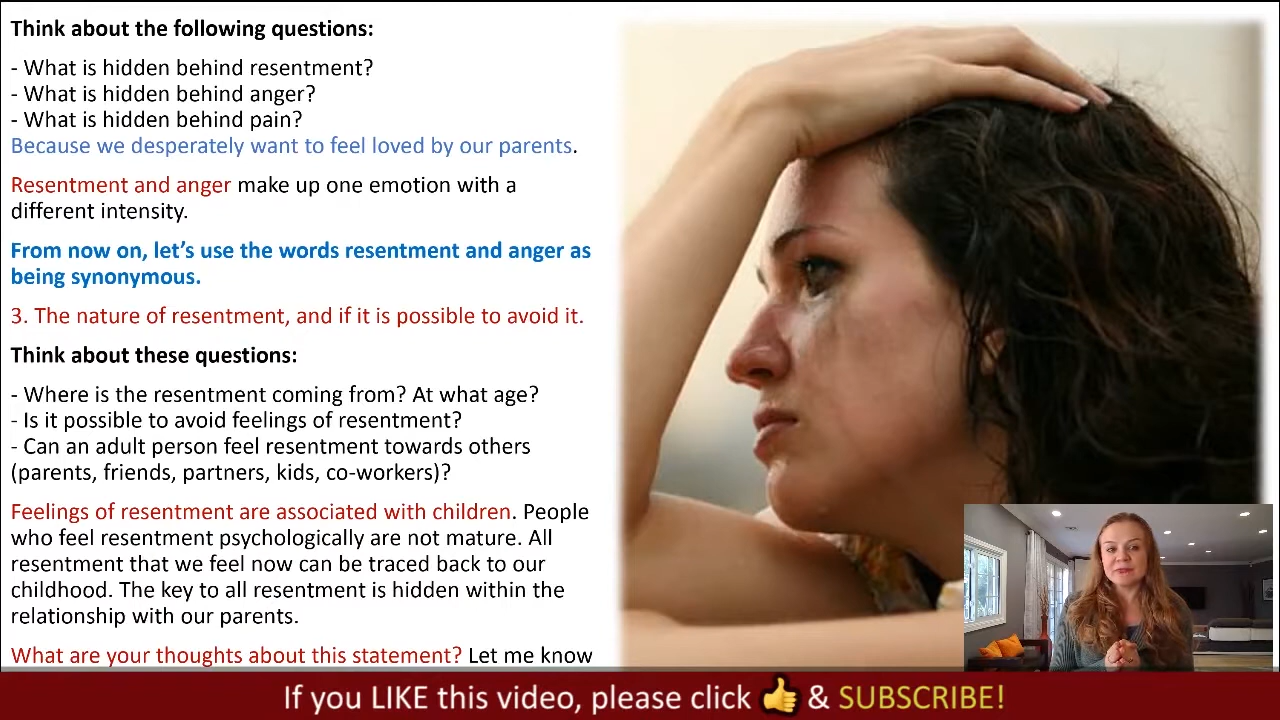 Think about the following questions:
- What is hidden behind resentment?
- What is hidden behind anger?
- What is hidden behind pain?
Because we desperately want to feel loved by our parents.
Resentment and anger make up one emotion with a
different intensity.
From now on, let’s use the words resentment and anger as
being synonymous.
3. The nature of resentment, and if it is possible to avoid it.
Think about these questions:
- Where is the resentment coming from? At what age?
- Is it possible to avoid feelings of resentment?
- Can an adult person feel resentment towards others
(parents, friends, partners, kids, co-workers)?
Feelings of resentment are associated with children. People
who feel resentment psychologically are not mature. All
resentment that we feel now can be traced back to our
childhood. The key to all resentment is hidden within the
relationship with our parents.
What are your thoughts about this statement? Let me know
If you LIKE this video, please click 👍 & SUBSCRIBE!